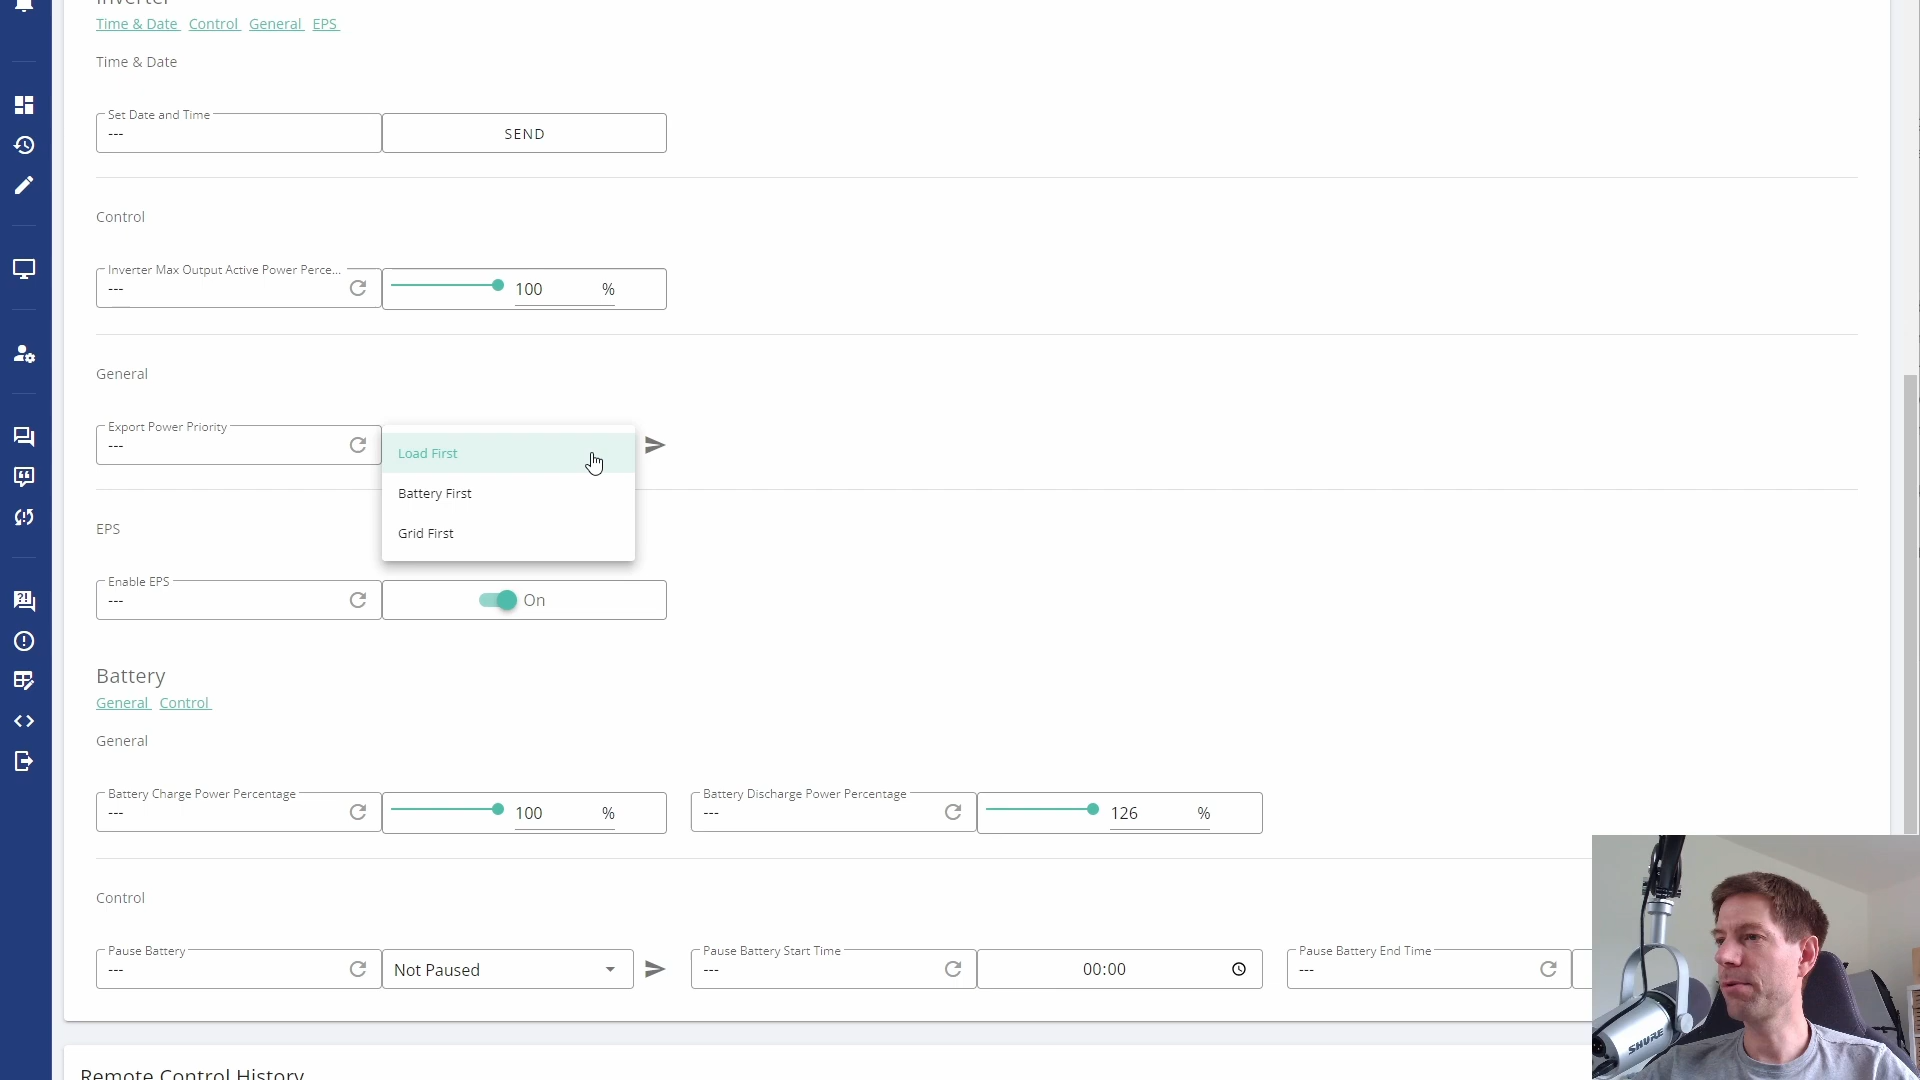 Inverter
Time & Date Control General EPS
Time & Date
Set Date and Time
---
SEND
Control
Inverter Max Output Active Power Perce...
---
100 %
General
Export Power Priority
---
Load First
Battery First
Grid First
EPS
Enable EPS
---
On
Battery
General Control
General
Battery Charge Power Percentage
---
100 %
Battery Discharge Power Percentage
---
126 %
Control
Pause Battery
---
Not Paused
Pause Battery Start Time
---
00:00
Pause Battery End Time
---
Remote Control History
SHURE